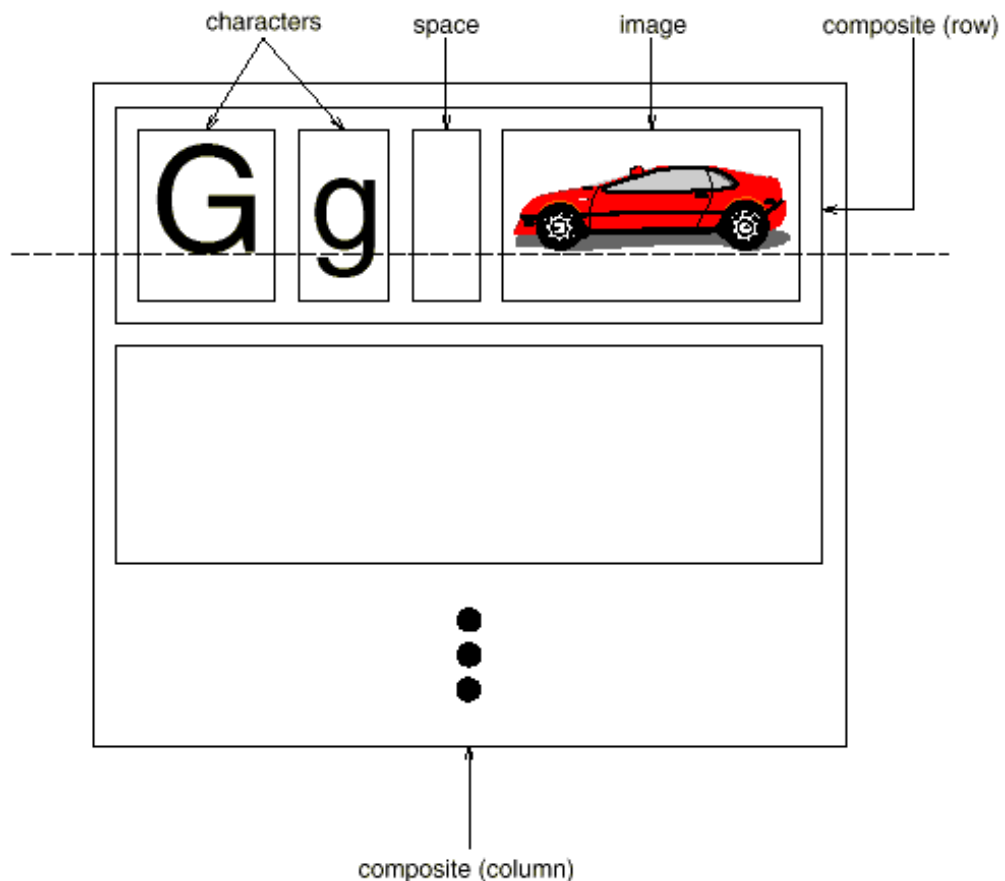 characters
space
image
composite (row)
G g
composite (column)